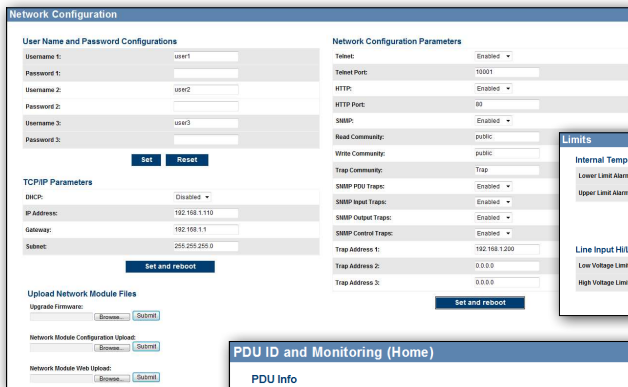 Network Configuration
User Name and Password Configurations
Username 1: user1
Password 1:
Username 2: user2
Password 2:
Username 3: user3
Password 3:
Set Reset
TCP/IP Parameters
DHCP: Disabled
IP Address: 192.168.1.110
Gateway: 192.168.1.1
Subnet: 255.255.255.0
Set and reboot
Upload Network Module Files
Upgrade Firmware:
Browse... Submit
Network Module Configuration Upload:
Browse... Submit
Network Module Web Upload:
Browse... Submit
Network Configuration Parameters
Telnet: Enabled
Telnet Port: 10001
HTTP: Enabled
HTTP Port: 80
SNMP: Enabled
Read Community: public
Write Community: public
Trap Community: Trap
SNMP PDU Traps: Enabled
SNMP Input Traps: Enabled
SNMP Output Traps: Enabled
SNMP Control Traps: Enabled
Trap Address 1: 192.168.1.200
Trap Address 2: 0.0.0.0
Trap Address 3: 0.0.0.0
Set and reboot
Limits
Internal Temp
Lower Limit Alarm
Upper Limit Alarm
Line Input Hi/L
Low Voltage Limit
High Voltage Limit
PDU ID and Monitoring (Home)
PDU Info